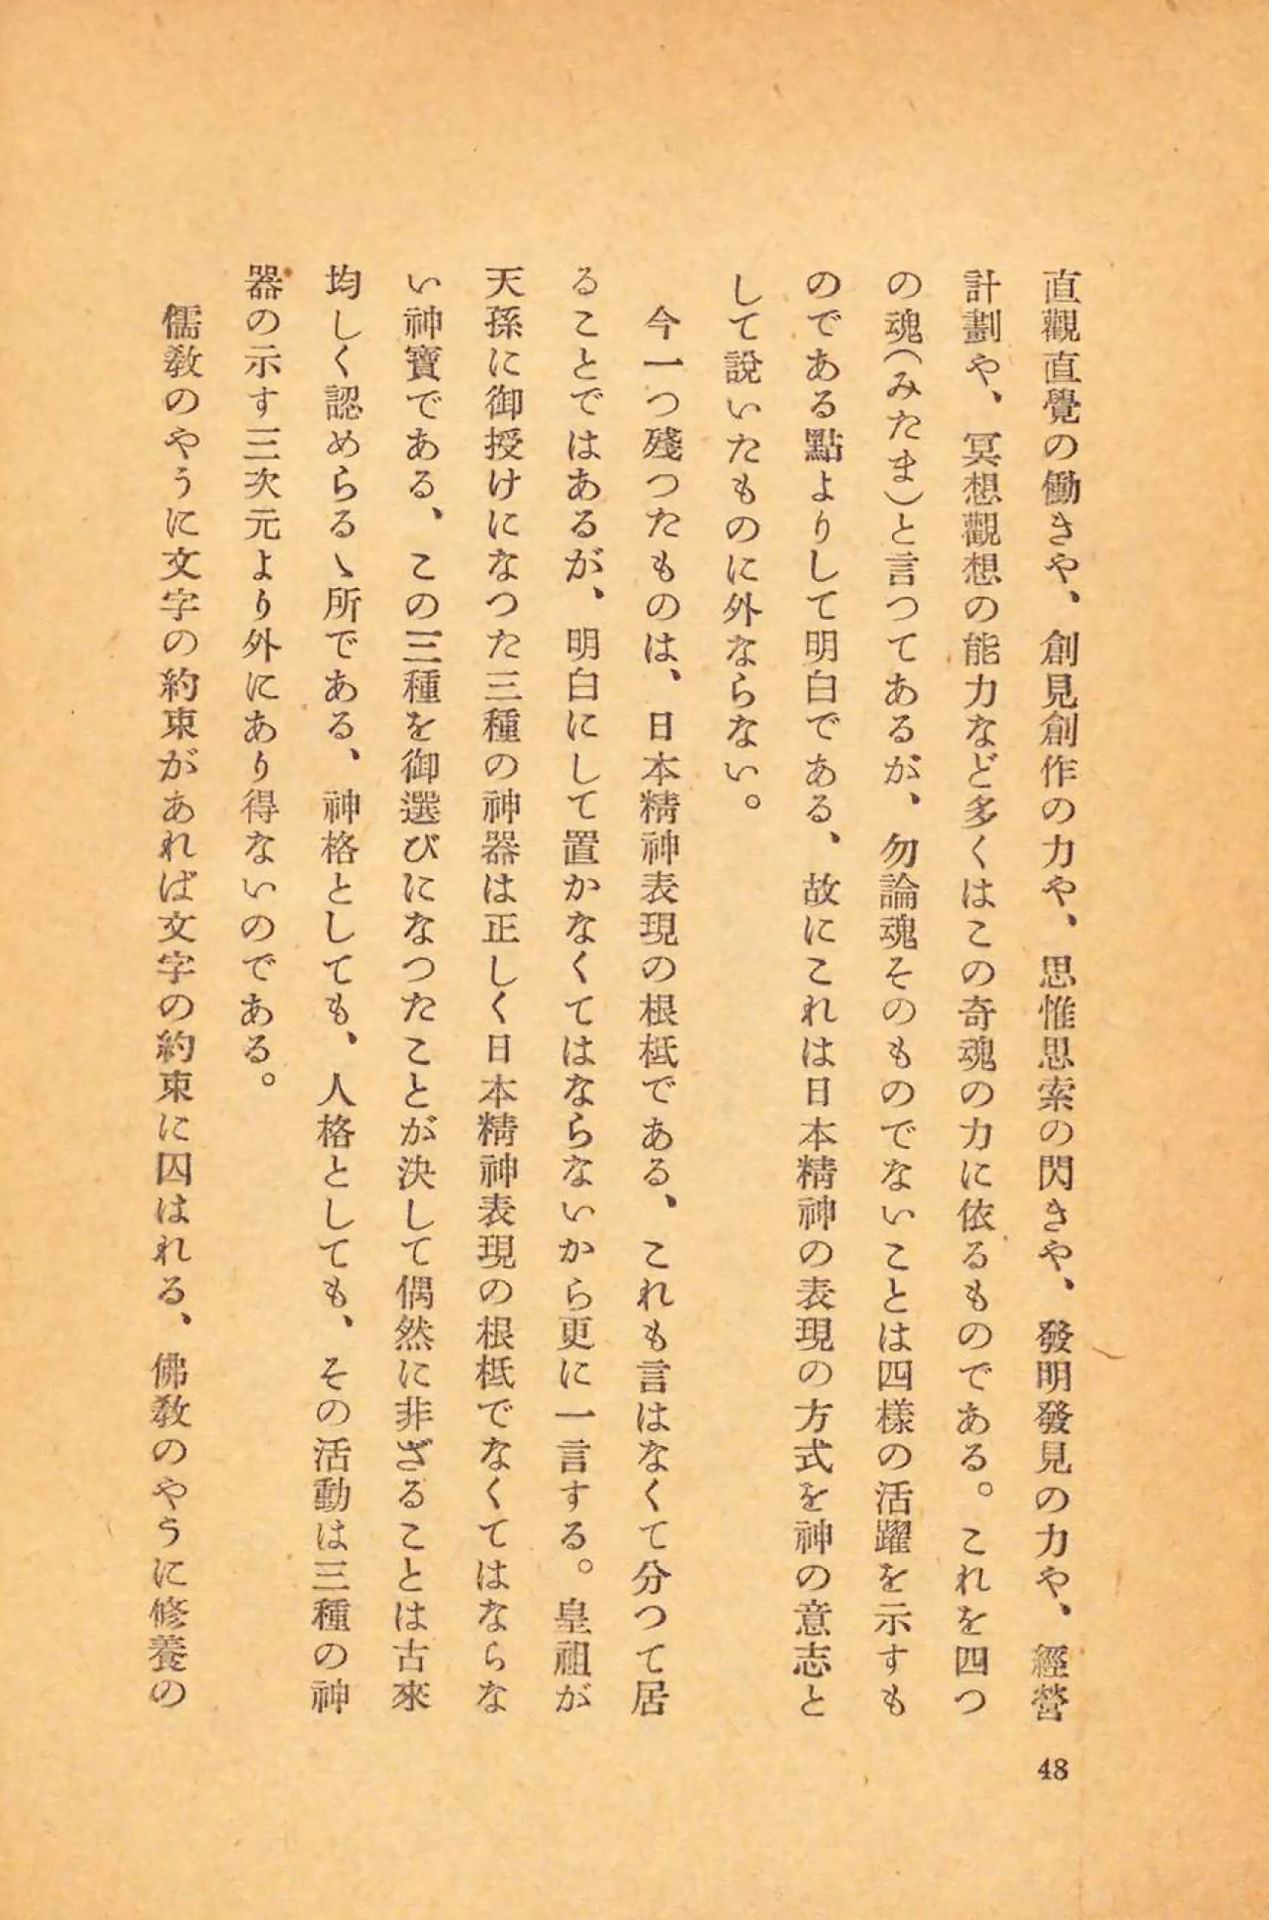 直觀直覺の働きや、創見創作の力や、思惟思索の閃きや、發明發見の力や、經營
計劃や、冥想觀想の能力など多くはこの奇魂の力に依るものである。これを四つ
の魂(みたま)と言つてあるが、勿論魂そのものでないことは四樣の活躍を示すも
のである點よりして明白である、故にこれは日本精神の表現の方式を神の意志と
して說いたものに外ならない。
今一つ殘つたものは、日本精神表現の根柢である、これも言はなくて分つて居
ることではあるが、明白にして置かなくてはならないから更に一言する。皇祖が
天孫に御授けになつた三種の神器は正しく日本精神表現の根柢でなくてはならな
い神寶である、この三種を御選びになつたことが決して偶然に非ざることは古來
均しく認めらるゝ所である、神格としても、人格としても、その活動は三種の神
器の示す三次元より外にあり得ないのである。
儒敎のやうに文字の約束があれば文字の約束に囚はれる、佛敎のやうに修養の
48